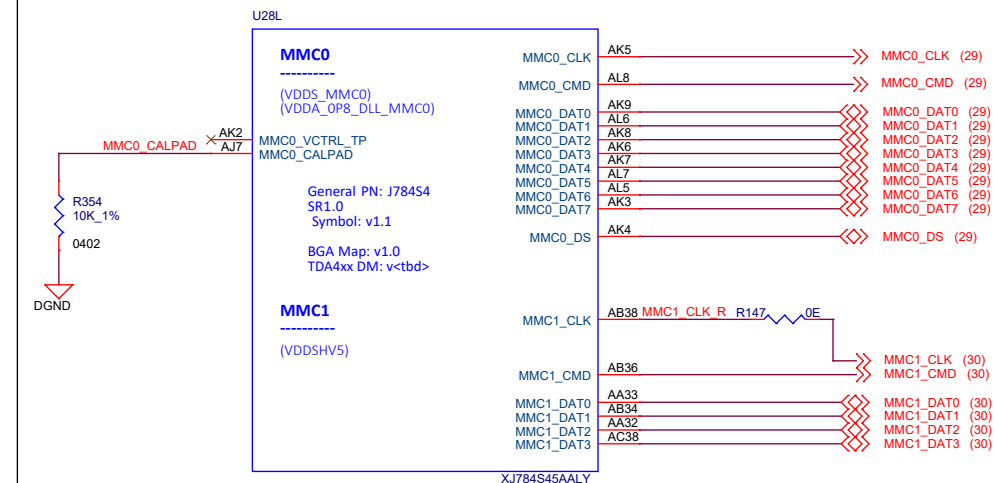 U28L
MMC0
----------
(VDDS_MMC0)
(VDDA_0P8_DLL_MMC0)
MMC0_CLK AK5 MMC0_CLK (29)
MMC0_CMD AL8 MMC0_CMD (29)
MMC0_DAT0 AK9 MMC0_DAT0 (29)
MMC0_DAT1 AL6 MMC0_DAT1 (29)
MMC0_DAT2 AK8 MMC0_DAT2 (29)
MMC0_DAT3 AK6 MMC0_DAT3 (29)
MMC0_DAT4 AK7 MMC0_DAT4 (29)
MMC0_DAT5 AL7 MMC0_DAT5 (29)
MMC0_DAT6 AL5 MMC0_DAT6 (29)
MMC0_DAT7 AK3 MMC0_DAT7 (29)
MMC0_DS AK4 MMC0_DS (29)
AK2 MMC0_VCTRL_TP
MMC0_CALPAD AJ7 MMC0_CALPAD
R354
10K_1%
0402
DGND
General PN: J784S4
SR1.0
Symbol: v1.1
BGA Map: v1.0
TDA4xx DM: v<tbd>
MMC1
----------
(VDDSHV5)
MMC1_CLK AB38 MMC1_CLK_R R147 0E MMC1_CLK (30)
MMC1_CMD AB36 MMC1_CMD (30)
MMC1_DAT0 AA33 MMC1_DAT0 (30)
MMC1_DAT1 AB34 MMC1_DAT1 (30)
MMC1_DAT2 AA32 MMC1_DAT2 (30)
MMC1_DAT3 AC38 MMC1_DAT3 (30)
XJ784S45AALY